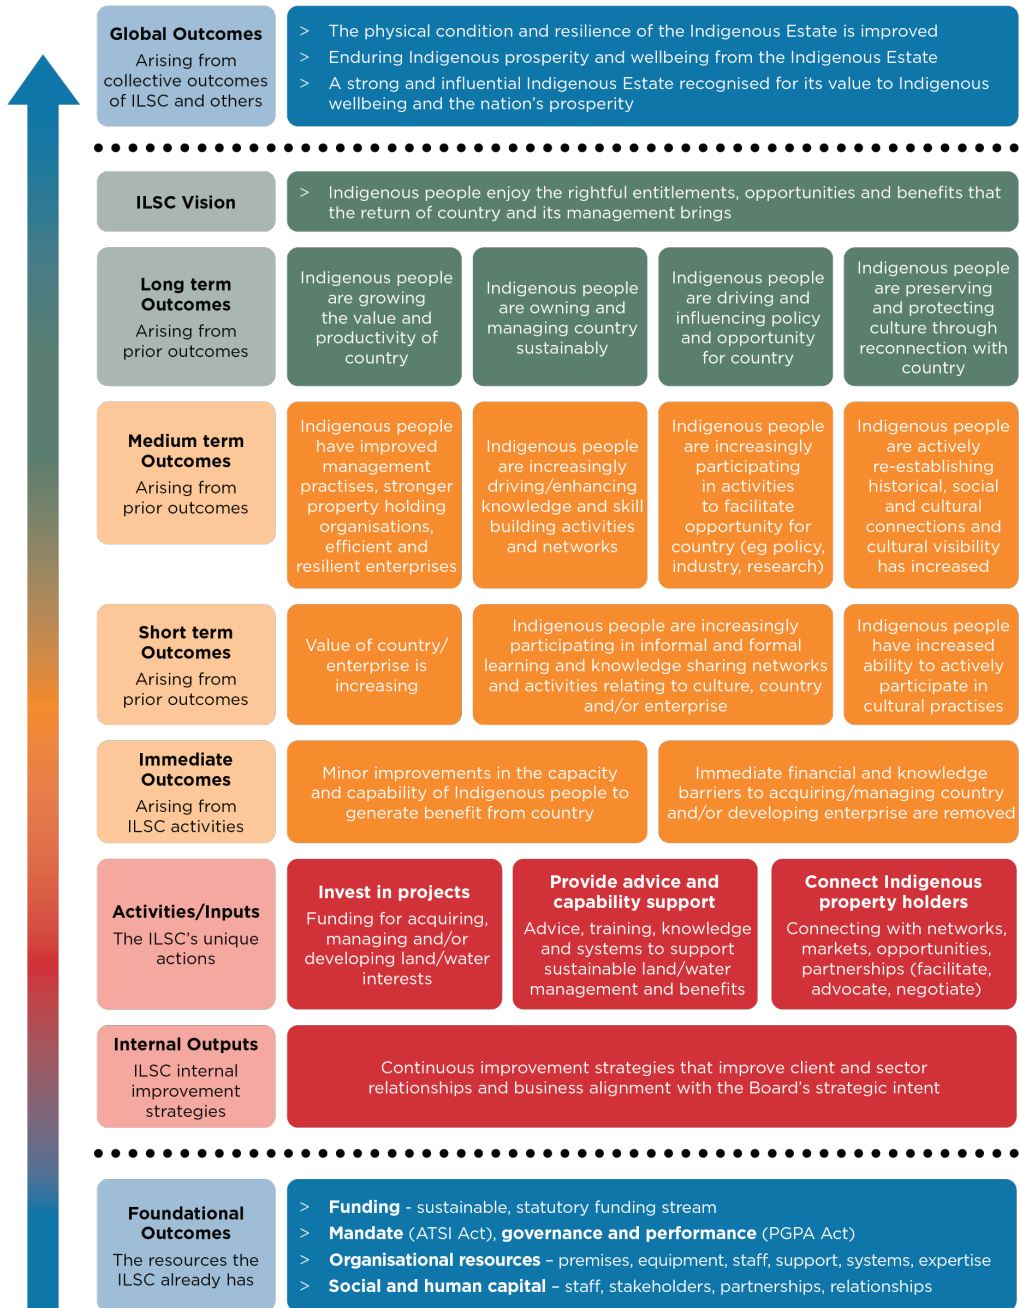 Global Outcomes
Arising from
collective outcomes
of ILSC and others
> The physical condition and resilience of the Indigenous Estate is improved
> Enduring Indigenous prosperity and wellbeing from the Indigenous Estate
> A strong and influential Indigenous Estate recognised for its value to Indigenous
wellbeing and the nation's prosperity
ILSC Vision
> Indigenous people enjoy the rightful entitlements, opportunities and benefits that
the return of country and its management brings
Long term
Outcomes
Arising from
prior outcomes
Indigenous people
are growing
the value and
productivity of
country
Indigenous people
are owning and
managing country
sustainably
Indigenous people
are driving and
influencing policy
and opportunity
for country
Indigenous people
are preserving
and protecting
culture through
reconnection with
country
Medium term
Outcomes
Arising from
prior outcomes
Indigenous people
have improved
management
practises, stronger
property holding
organisations,
efficient and
resilient enterprises
Indigenous people
are increasingly
driving/enhancing
knowledge and skill
building activities
and networks
Indigenous people
are increasingly
participating
in activities
to facilitate
opportunity for
country (eg policy,
industry, research)
Indigenous people
are actively
re-establishing
historical, social
and cultural
connections and
cultural visibility
has increased
Short term
Outcomes
Arising from
prior outcomes
Value of country/
enterprise is
increasing
Indigenous people are increasingly
participating in informal and formal
learning and knowledge sharing networks
and activities relating to culture, country
and/or enterprise
Indigenous people
have increased
ability to actively
participate in
cultural practises
Immediate
Outcomes
Arising from
ILSC activities
Minor improvements in the capacity
and capability of Indigenous people to
generate benefit from country
Immediate financial and knowledge
barriers to acquiring/managing country
and/or developing enterprise are removed
Activities/Inputs
The ILSC's unique
actions
Invest in projects
Funding for acquiring,
managing and/or
developing land/water
interests
Provide advice and
capability support
Advice, training, knowledge
and systems to support
sustainable land/water
management and benefits
Connect Indigenous
property holders
Connecting with networks,
markets, opportunities,
partnerships (facilitate,
advocate, negotiate)
Internal Outputs
ILSC internal
improvement
strategies
Continuous improvement strategies that improve client and sector
relationships and business alignment with the Board's strategic intent
Foundational
Outcomes
The resources the
ILSC already has
> Funding - sustainable, statutory funding stream
> Mandate (ATSI Act), governance and performance (PGPA Act)
> Organisational resources – premises, equipment, staff, support, systems, expertise
> Social and human capital – staff, stakeholders, partnerships, relationships